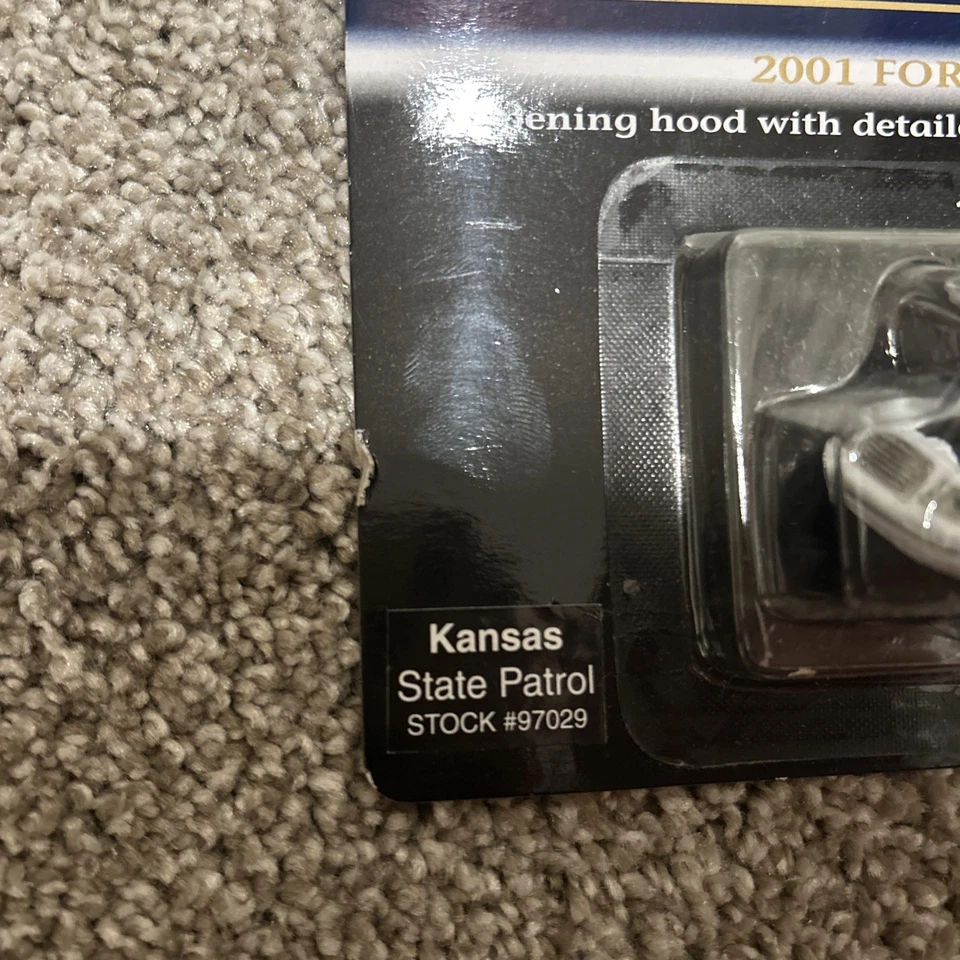 2001 FOR
ening hood with detail
Kansas
State Patrol
STOCK #97029